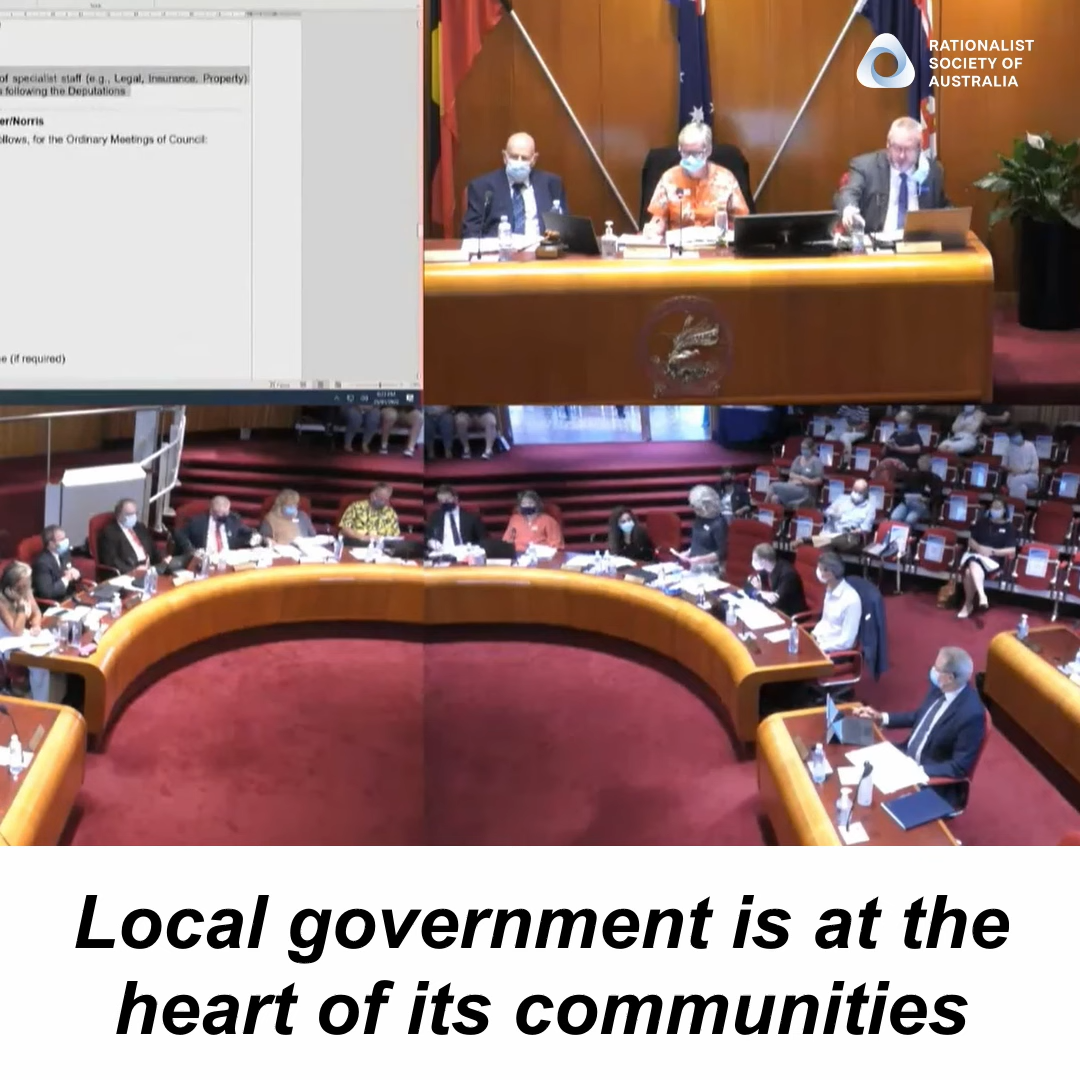 RATIONALIST
SOCIETY OF
AUSTRALIA
of specialist staff (e.g., Legal, Insurance, Property)
following the Deputations
er/Norris
llows, for the Ordinary Meetings of Council:
e (if required)
Local government is at the
heart of its communities